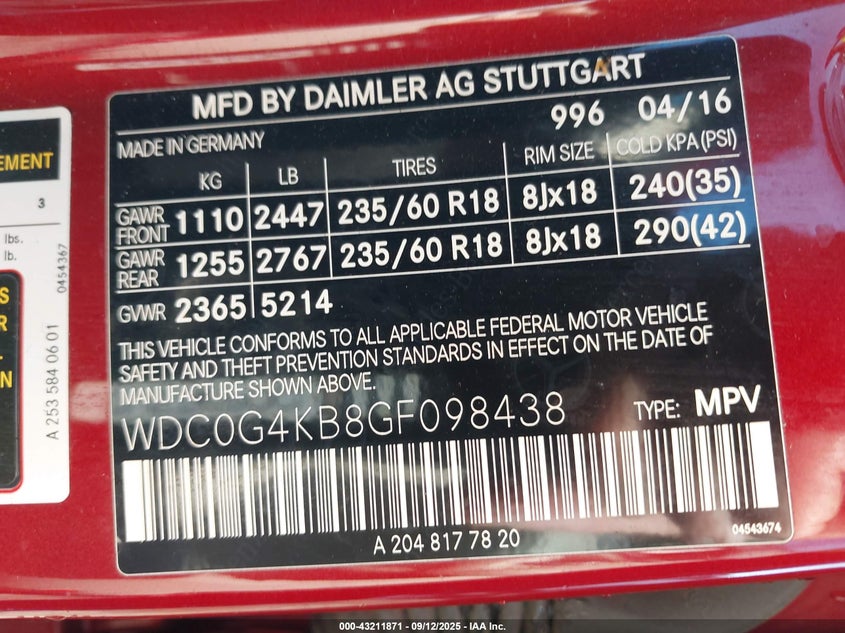 MFD BY DAIMLER AG STUTTGART
996 04/16
MADE IN GERMANY
KG LB TIRES RIM SIZE COLD KPA(PSI)
GAWR FRONT 1110 2447 235/60 R18 8Jx18 240(35)
GAWR REAR 1255 2767 235/60 R18 8Jx18 290(42)
GVWR 2365 5214
THIS VEHICLE CONFORMS TO ALL APPLICABLE FEDERAL MOTOR VEHICLE
SAFETY AND THEFT PREVENTION STANDARDS IN EFFECT ON THE DATE OF
MANUFACTURE SHOWN ABOVE.
WDC0G4KB8GF098438 TYPE: MPV
04543674
A 204 817 78 20
3
lbs.
lb.
0454367
A 253 584 06 01
000-43211871 - 09/12/2025 - IAA Inc.